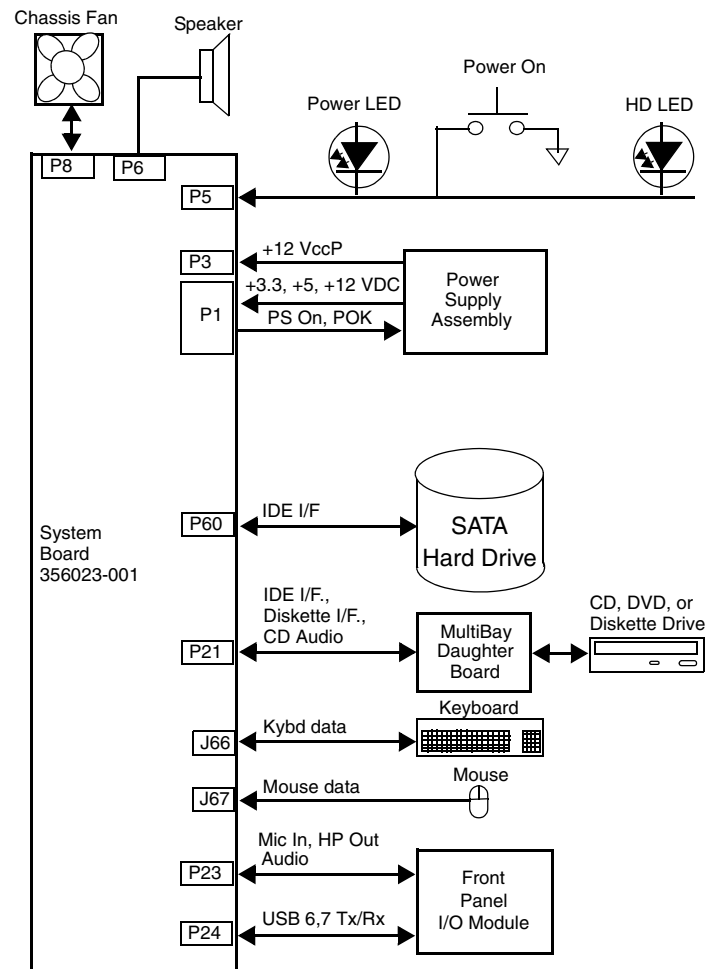 Chassis Fan
Speaker
Power On
Power LED
HD LED
P8
P6
P5
P3
+12 VccP
+3.3, +5, +12 VDC
P1
PS On, POK
Power
Supply
Assembly
System
Board
356023-001
P60
IDE I/F
SATA
Hard Drive
IDE I/F.,
Diskette I/F.,
CD Audio
P21
MultiBay
Daughter
Board
CD, DVD, or
Diskette Drive
Keyboard
J66
Kybd data
Mouse
J67
Mouse data
Mic In, HP Out
Audio
P23
Front
Panel
I/O Module
P24
USB 6,7 Tx/Rx